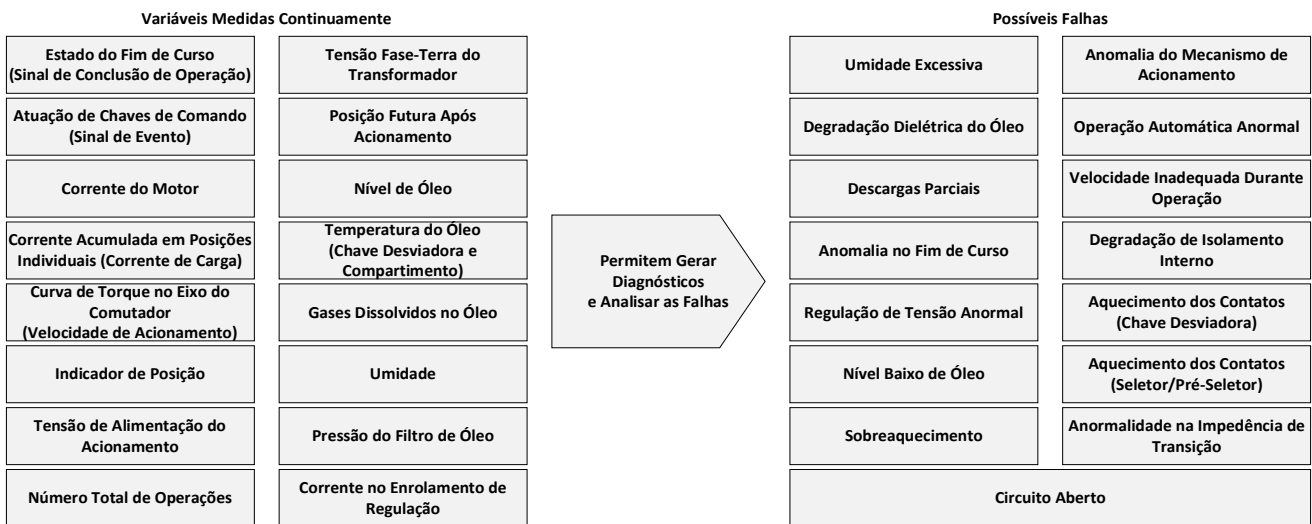 Variáveis Medidas Continuamente
Estado do Fim de Curso
(Sinal de Conclusão de Operação)
Atuação de Chaves de Comando
(Sinal de Evento)
Corrente do Motor
Corrente Acumulada em Posições
Individuais (Corrente de Carga)
Curva de Torque no Eixo do
Comutador
(Velocidade de Acionamento)
Indicador de Posição
Tensão de Alimentação do
Acionamento
Número Total de Operações
Tensão Fase-Terra do
Transformador
Posição Futura Após
Acionamento
Nível de Óleo
Temperatura do Óleo
(Chave Desviadora e
Compartimento)
Gases Dissolvidos no Óleo
Umidade
Pressão do Filtro de Óleo
Corrente no Enrolamento de
Regulação
Permitem Gerar
Diagnósticos
e Analisar as Falhas
Possíveis Falhas
Umidade Excessiva
Degradação Dielétrica do Óleo
Descargas Parciais
Anomalia no Fim de Curso
Regulação de Tensão Anormal
Nível Baixo de Óleo
Sobreaquecimento
Anomalia do Mecanismo de
Acionamento
Operação Automática Anormal
Velocidade Inadequada Durante
Operação
Degradação de Isolamento
Interno
Aquecimento dos Contatos
(Chave Desviadora)
Aquecimento dos Contatos
(Seletor/Pré-Seletor)
Anormalidade na Impedência de
Transição
Circuito Aberto